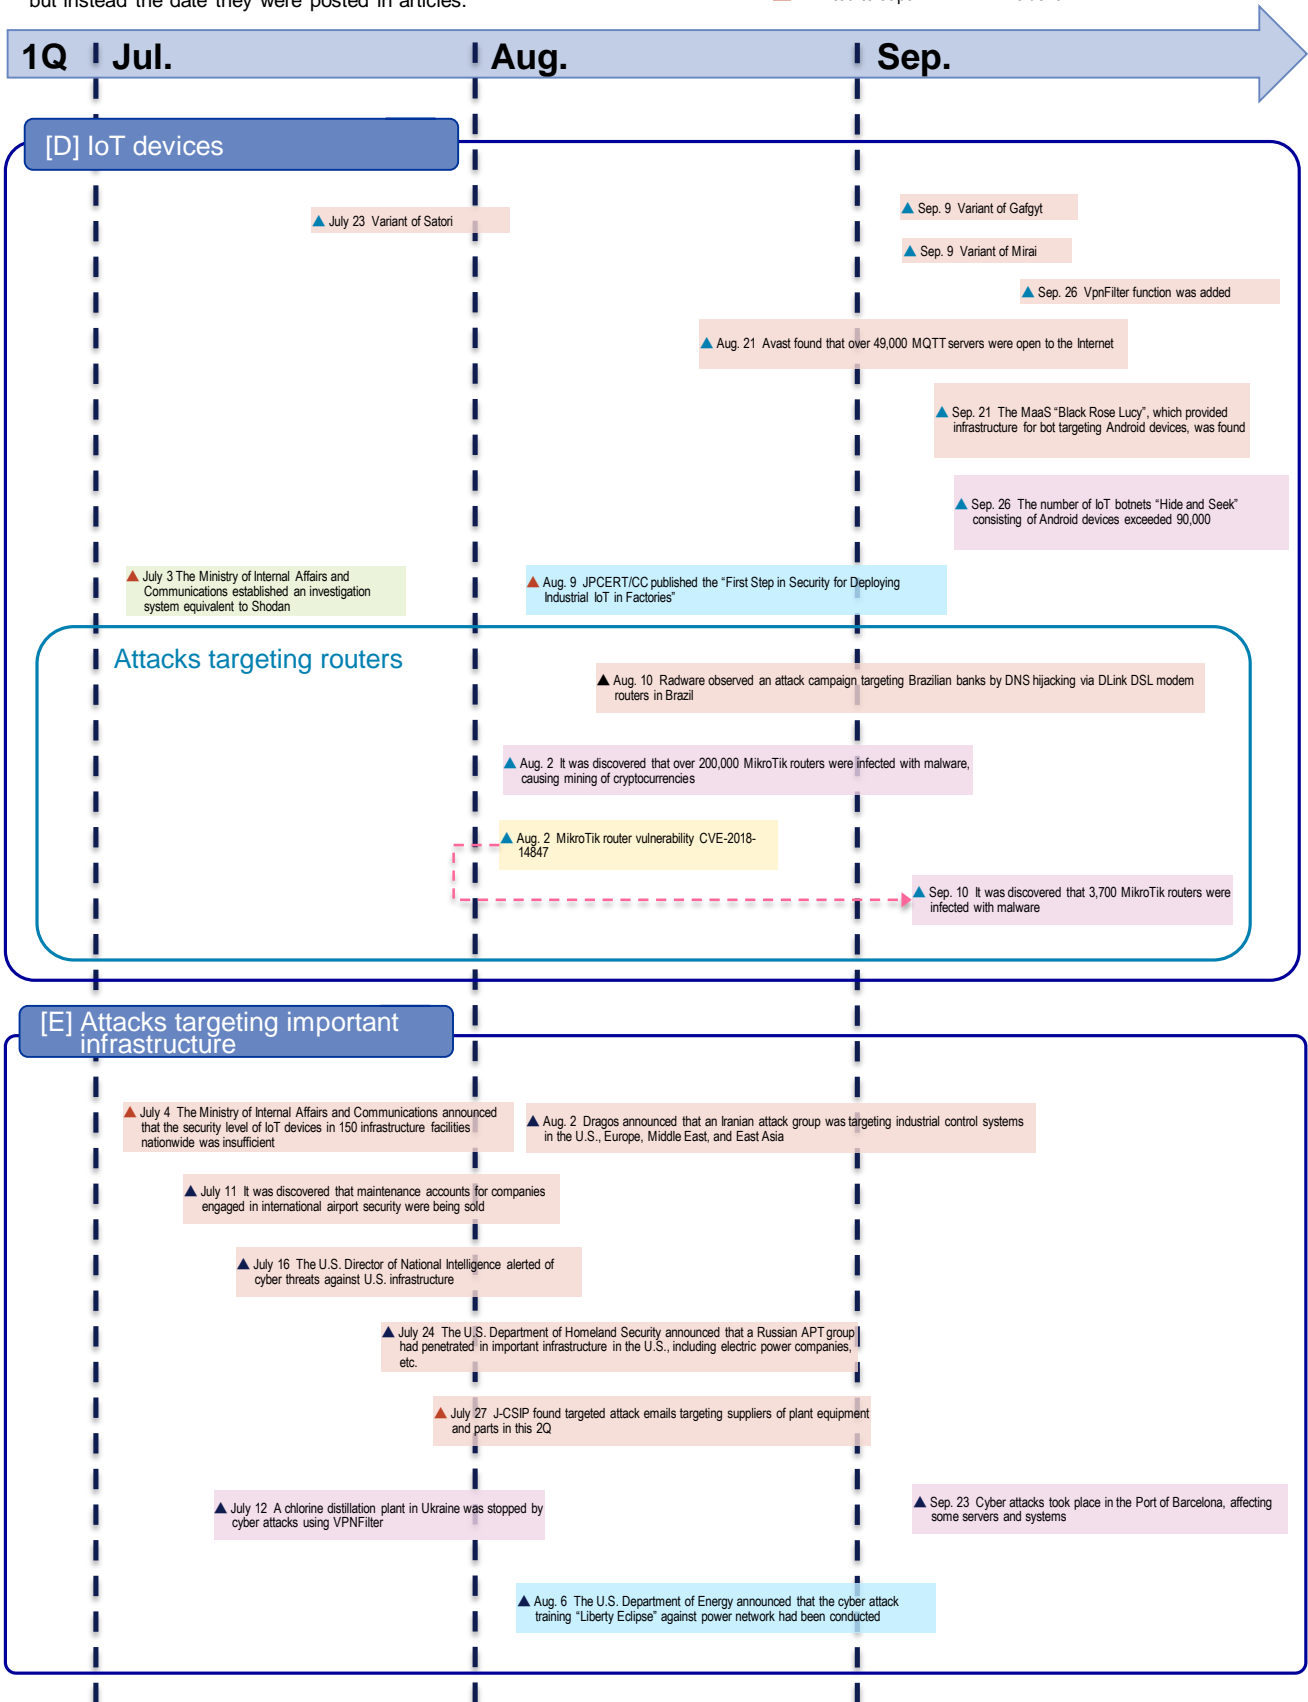 but instead the date they were posted in articles.
1Q
Jul.
Aug.
Sep.
[D] IoT devices
▲ July 23 Variant of Satori
▲ Sep. 9 Variant of Gafgyt
▲ Sep. 9 Variant of Mirai
▲ Sep. 26 VpnFilter function was added
▲ Aug. 21 Avast found that over 49,000 MQTT servers were open to the Internet
▲ Sep. 21 The MaaS “Black Rose Lucy”, which provided
infrastructure for bot targeting Android devices, was found
▲ Sep. 26 The number of IoT botnets “Hide and Seek”
consisting of Android devices exceeded 90,000
▲ July 3 The Ministry of Internal Affairs and
Communications established an investigation
system equivalent to Shodan
▲ Aug. 9 JPCERT/CC published the “First Step in Security for Deploying
Industrial IoT in Factories”
Attacks targeting routers
▲ Aug. 10 Radware observed an attack campaign targeting Brazilian banks by DNS hijacking via DLink DSL modem
routers in Brazil
▲ Aug. 2 It was discovered that over 200,000 MikroTik routers were infected with malware,
causing mining of cryptocurrencies
▲ Aug. 2 MikroTik router vulnerability CVE-2018-
14847
▲ Sep. 10 It was discovered that 3,700 MikroTik routers were
infected with malware
[E] Attacks targeting important
infrastructure
▲ July 4 The Ministry of Internal Affairs and Communications announced
that the security level of IoT devices in 150 infrastructure facilities
nationwide was insufficient
▲ Aug. 2 Dragos announced that an Iranian attack group was targeting industrial control systems
in the U.S., Europe, Middle East, and East Asia
▲ July 11 It was discovered that maintenance accounts for companies
engaged in international airport security were being sold
▲ July 16 The U.S. Director of National Intelligence alerted of
cyber threats against U.S. infrastructure
▲ July 24 The U.S. Department of Homeland Security announced that a Russian APT group
had penetrated in important infrastructure in the U.S., including electric power companies,
etc.
▲ July 27 J-CSIP found targeted attack emails targeting suppliers of plant equipment
and parts in this 2Q
▲ July 12 A chlorine distillation plant in Ukraine was stopped by
cyber attacks using VPNFilter
▲ Sep. 23 Cyber attacks took place in the Port of Barcelona, affecting
some servers and systems
▲ Aug. 6 The U.S. Department of Energy announced that the cyber attack
training “Liberty Eclipse” against power network had been conducted